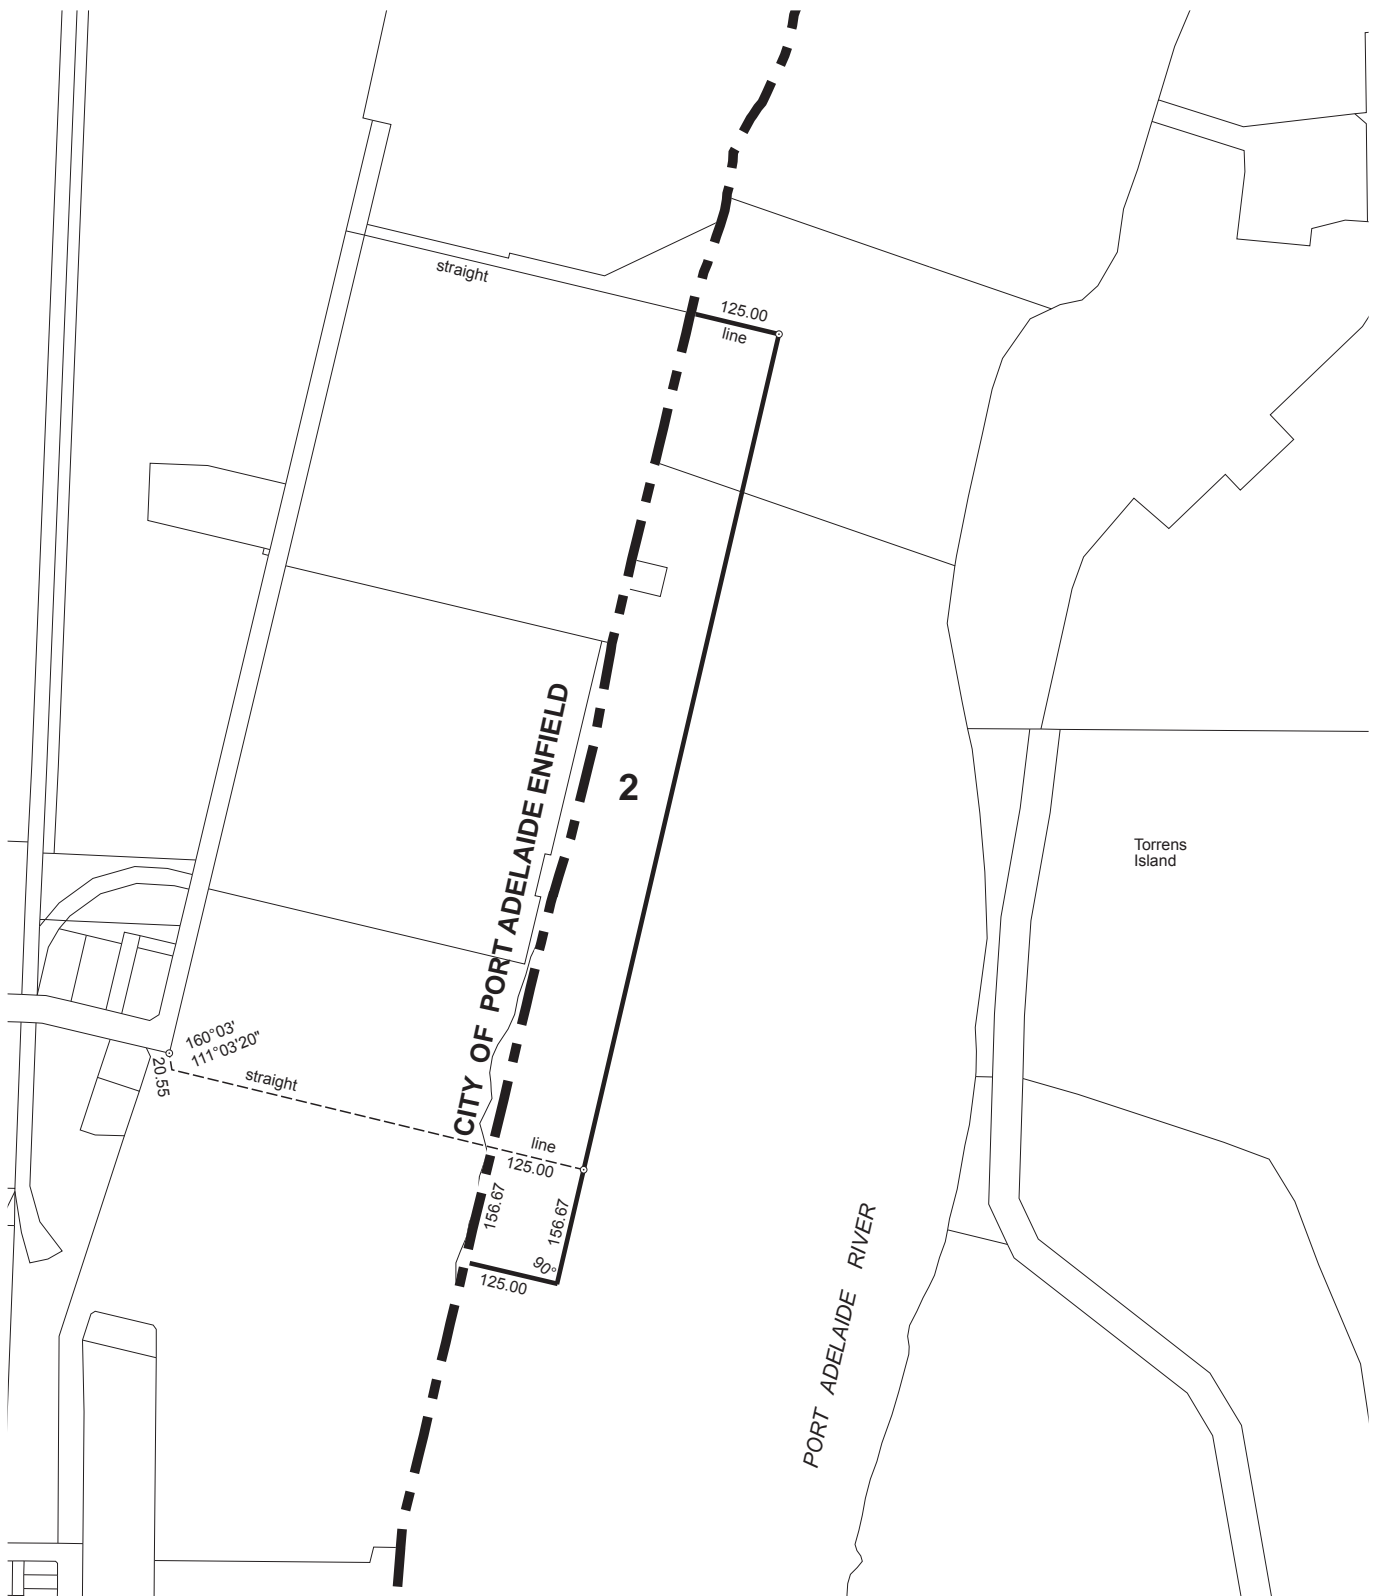 straight
125.00
line
CITY OF PORT ADELAIDE ENFIELD
2
Torrens
Island
160°03'
111°03'20"
20.55
straight
line
125.00
156.67
156.67
90°
125.00
PORT ADELAIDE RIVER